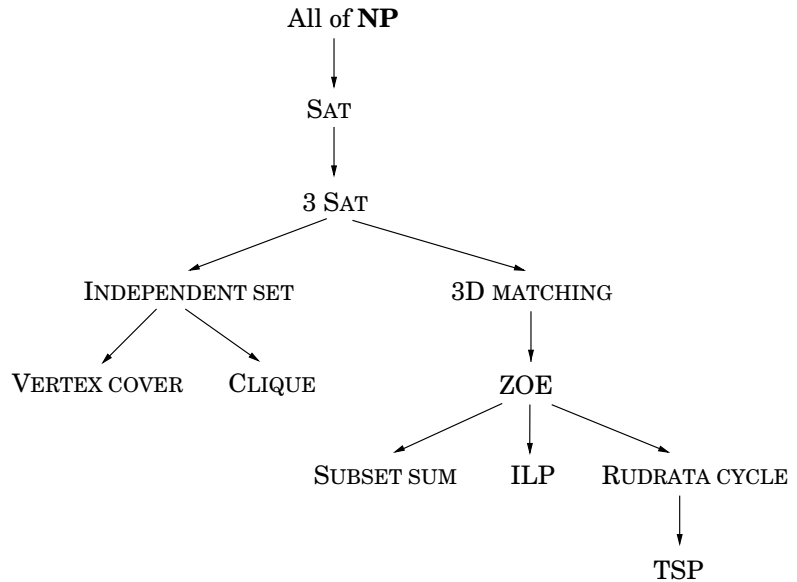 All of NP
SAT
3 SAT
INDEPENDENT SET 3D MATCHING
VERTEX COVER CLIQUE ZOE
SUBSET SUM ILP RUDRATA CYCLE
TSP